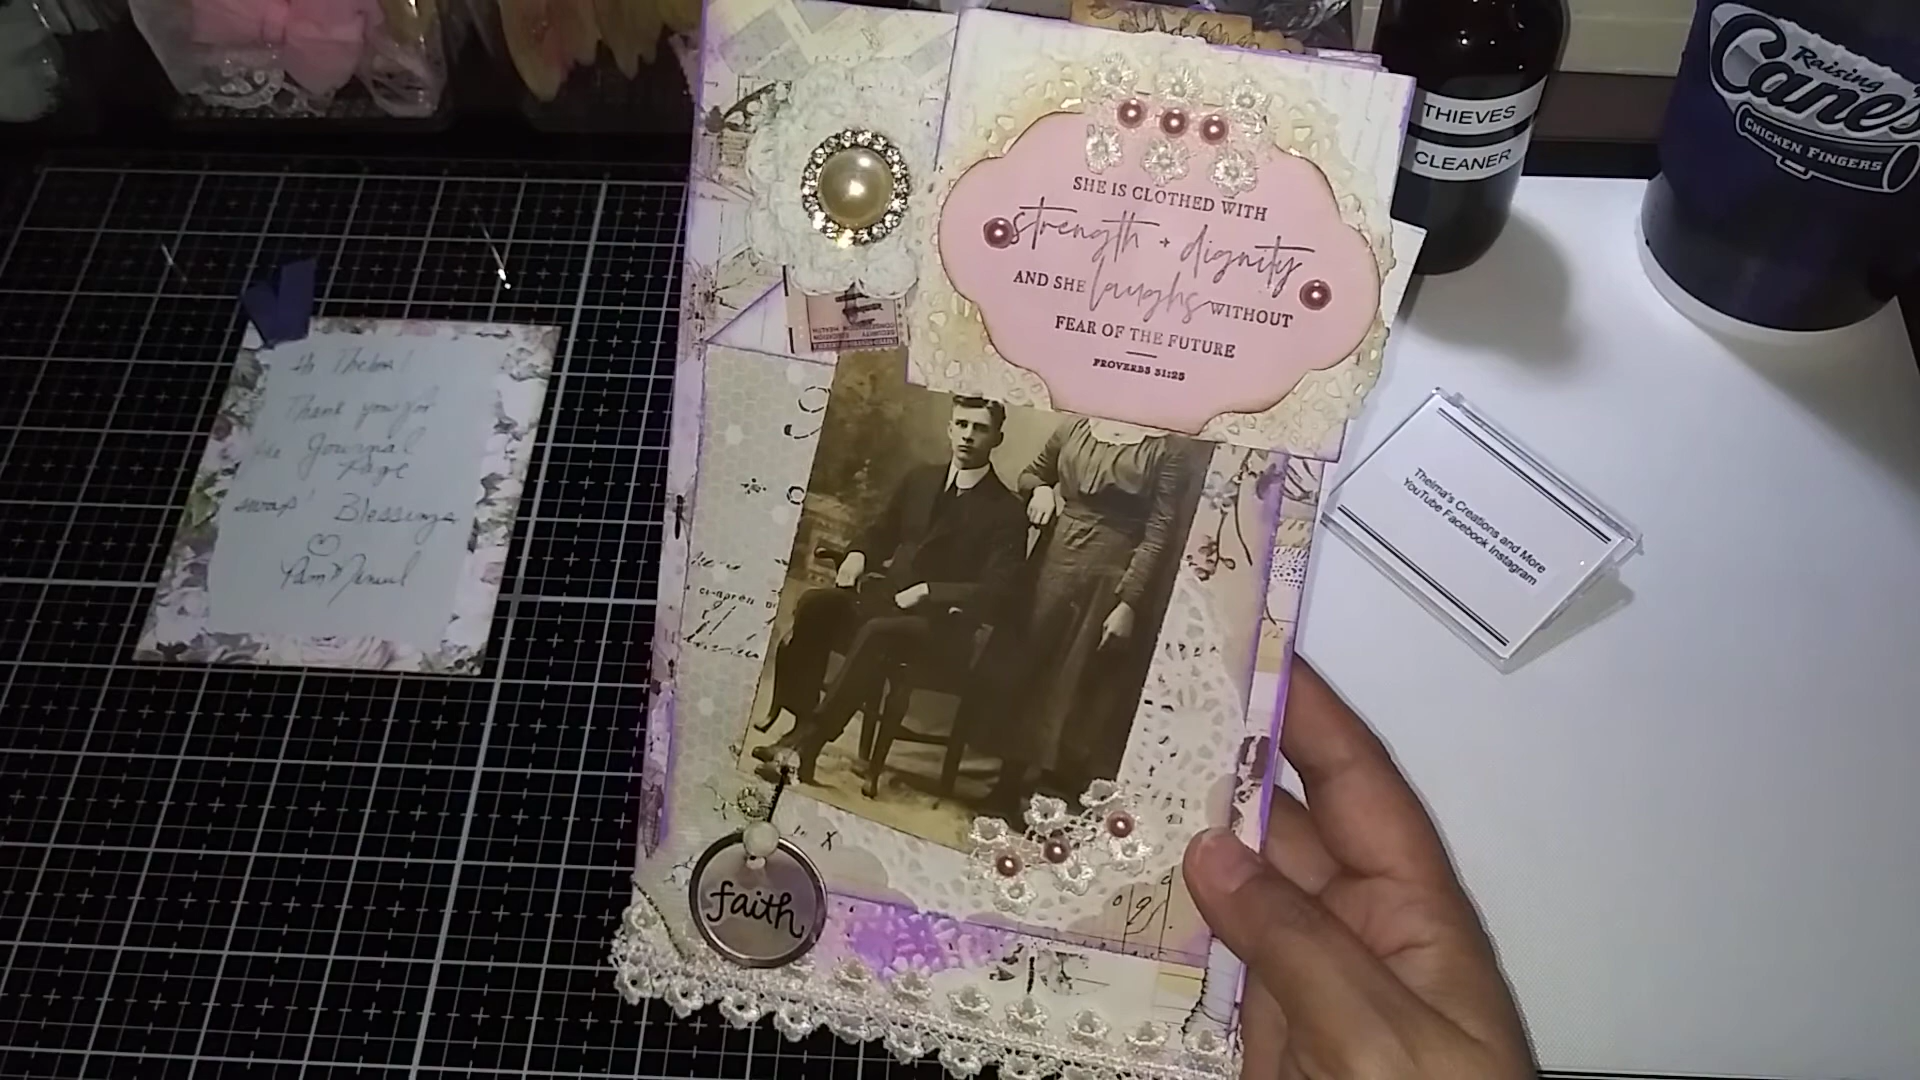 Hi Thelma!
Thank you for
the Journal
Page
swap! Blessings
SHE IS CLOTHED WITH
strength + dignity
AND SHE laughs WITHOUT
FEAR OF THE FUTURE
PROVERBS 31:25
faith
THIEVES
CLEANER
Raising
Cane's
CHICKEN FINGERS
Thelma's Creations and More
YouTube Facebook Instagram